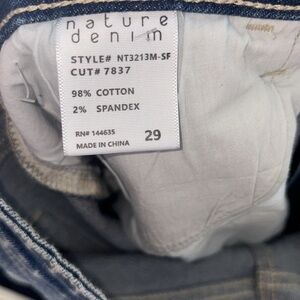 nature
denim
STYLE# NT3213M-SF
CUT# 7837
98% COTTON
2% SPANDEX
RN# 144635
MADE IN CHINA
29